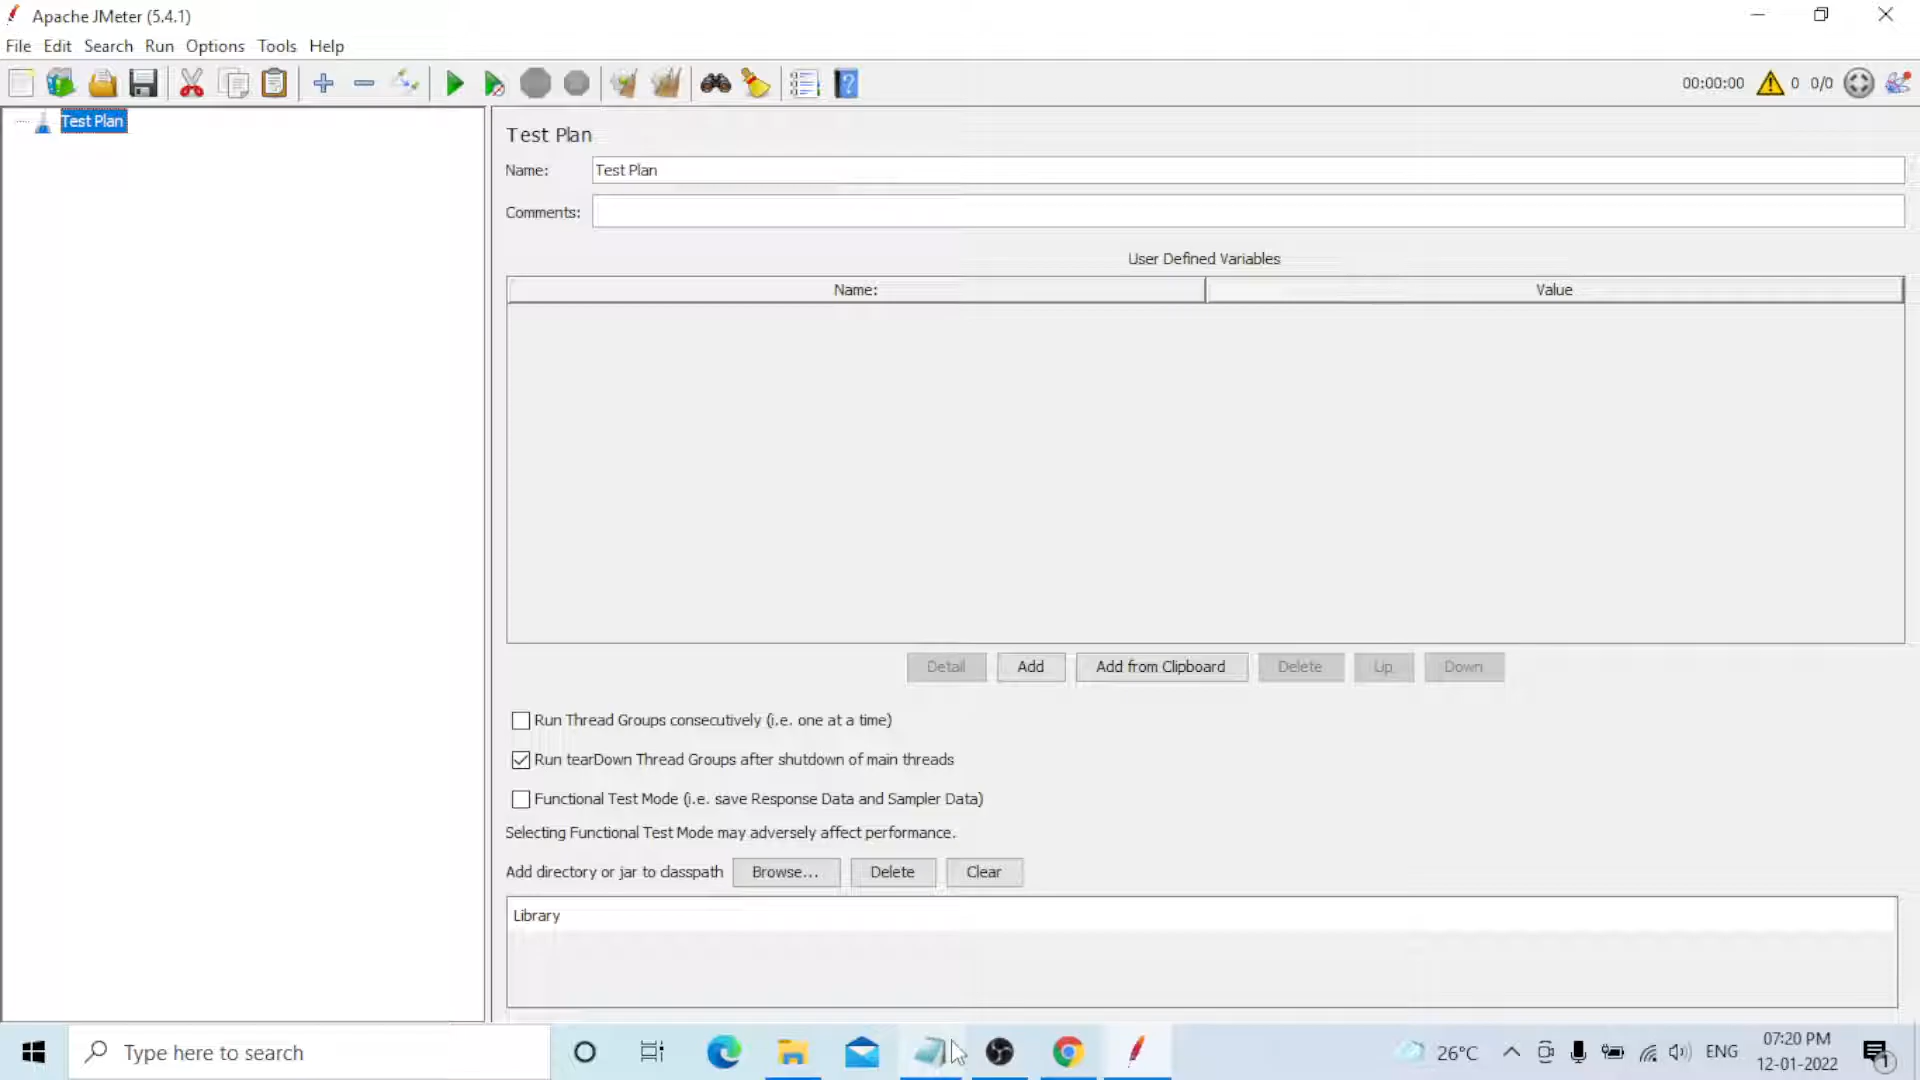 Apache JMeter (5.4.1)
File Edit Search Run Options Tools Help
00:00:00 0 0/0
Test Plan
Test Plan
Name: Test Plan
Comments:
User Defined Variables
Name: Value
Detail Add Add from Clipboard Delete Up Down
Run Thread Groups consecutively (i.e. one at a time)
Run tearDown Thread Groups after shutdown of main threads
Functional Test Mode (i.e. save Response Data and Sampler Data)
Selecting Functional Test Mode may adversely affect performance.
Add directory or jar to classpath Browse... Delete Clear
Library
Type here to search
26°C ENG 07:20 PM
12-01-2022
1